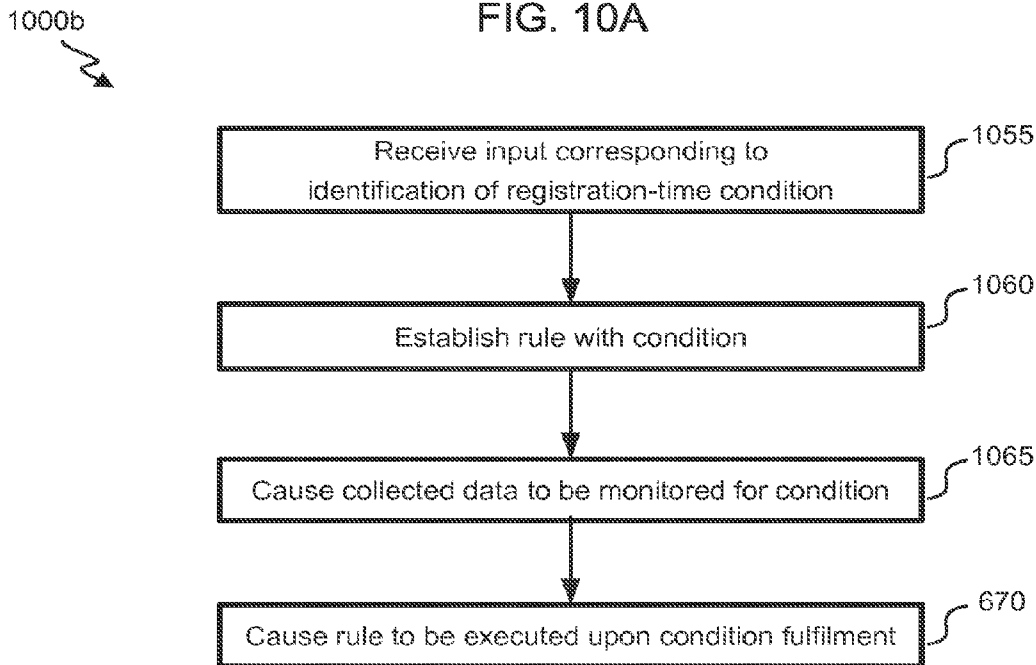 FIG. 10A
1000b
Receive input corresponding to
identification of registration-time condition
1055
Establish rule with condition
1060
Cause collected data to be monitored for condition
1065
Cause rule to be executed upon condition fulfilment
670